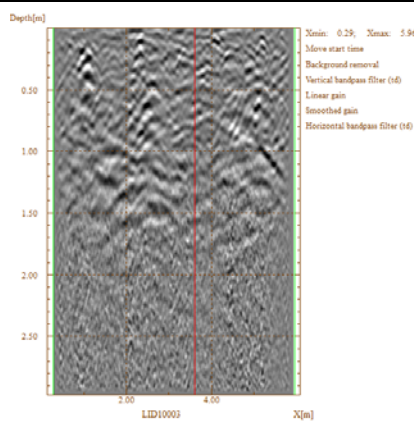 Depth[m]
Xmin: 0.29; Xmax: 5.96
Move start time
Background removal
Vertical bandpass filter (td)
Linear gain
Smoothed gain
Horizontal bandpass filter (td)
0.50
1.00
1.50
2.00
2.50
2.00 4.00
LID10003 X[m]